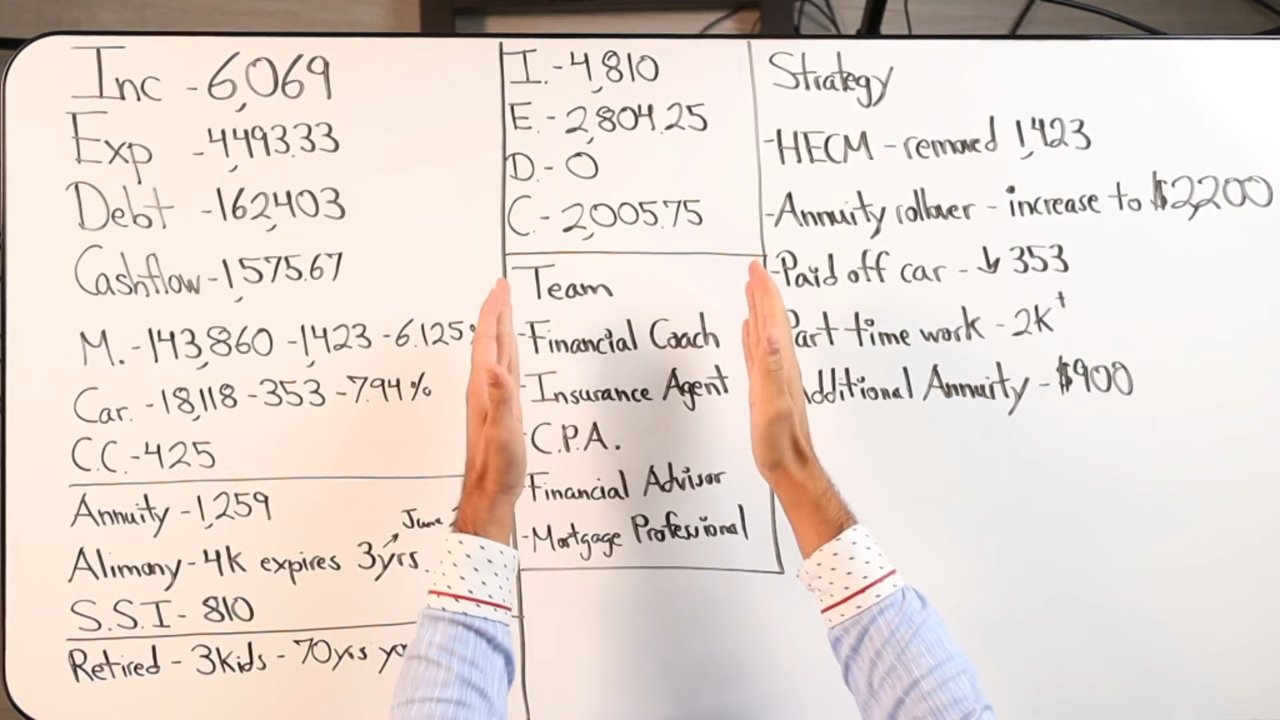 Inc - 6,069
Exp - 4,493.33
Debt - 162,403
Cashflow - 1,575.67
M. - 143,860 - 1,423 - 6.125%
Car. - 18,118 - 353 - 7.94%
C.C. - 425
Annuity - 1,259
June
Alimony - 4K expires 3yrs.
S.S.I - 810
Retired - 3kids - 70yrs yo
I. - 4,810
E. - 2,804.25
D. - 0
C. - 2,005.75
Team
-Financial Coach
-Insurance Agent
-C.P.A.
-Financial Advisor
-Mortgage Professional
Strategy
-HECM - removed 1,423
-Annuity rollover - increase to $2,200
-Paid off car - ↓ 353
Part time work - 2K+
Additional Annuity - $900